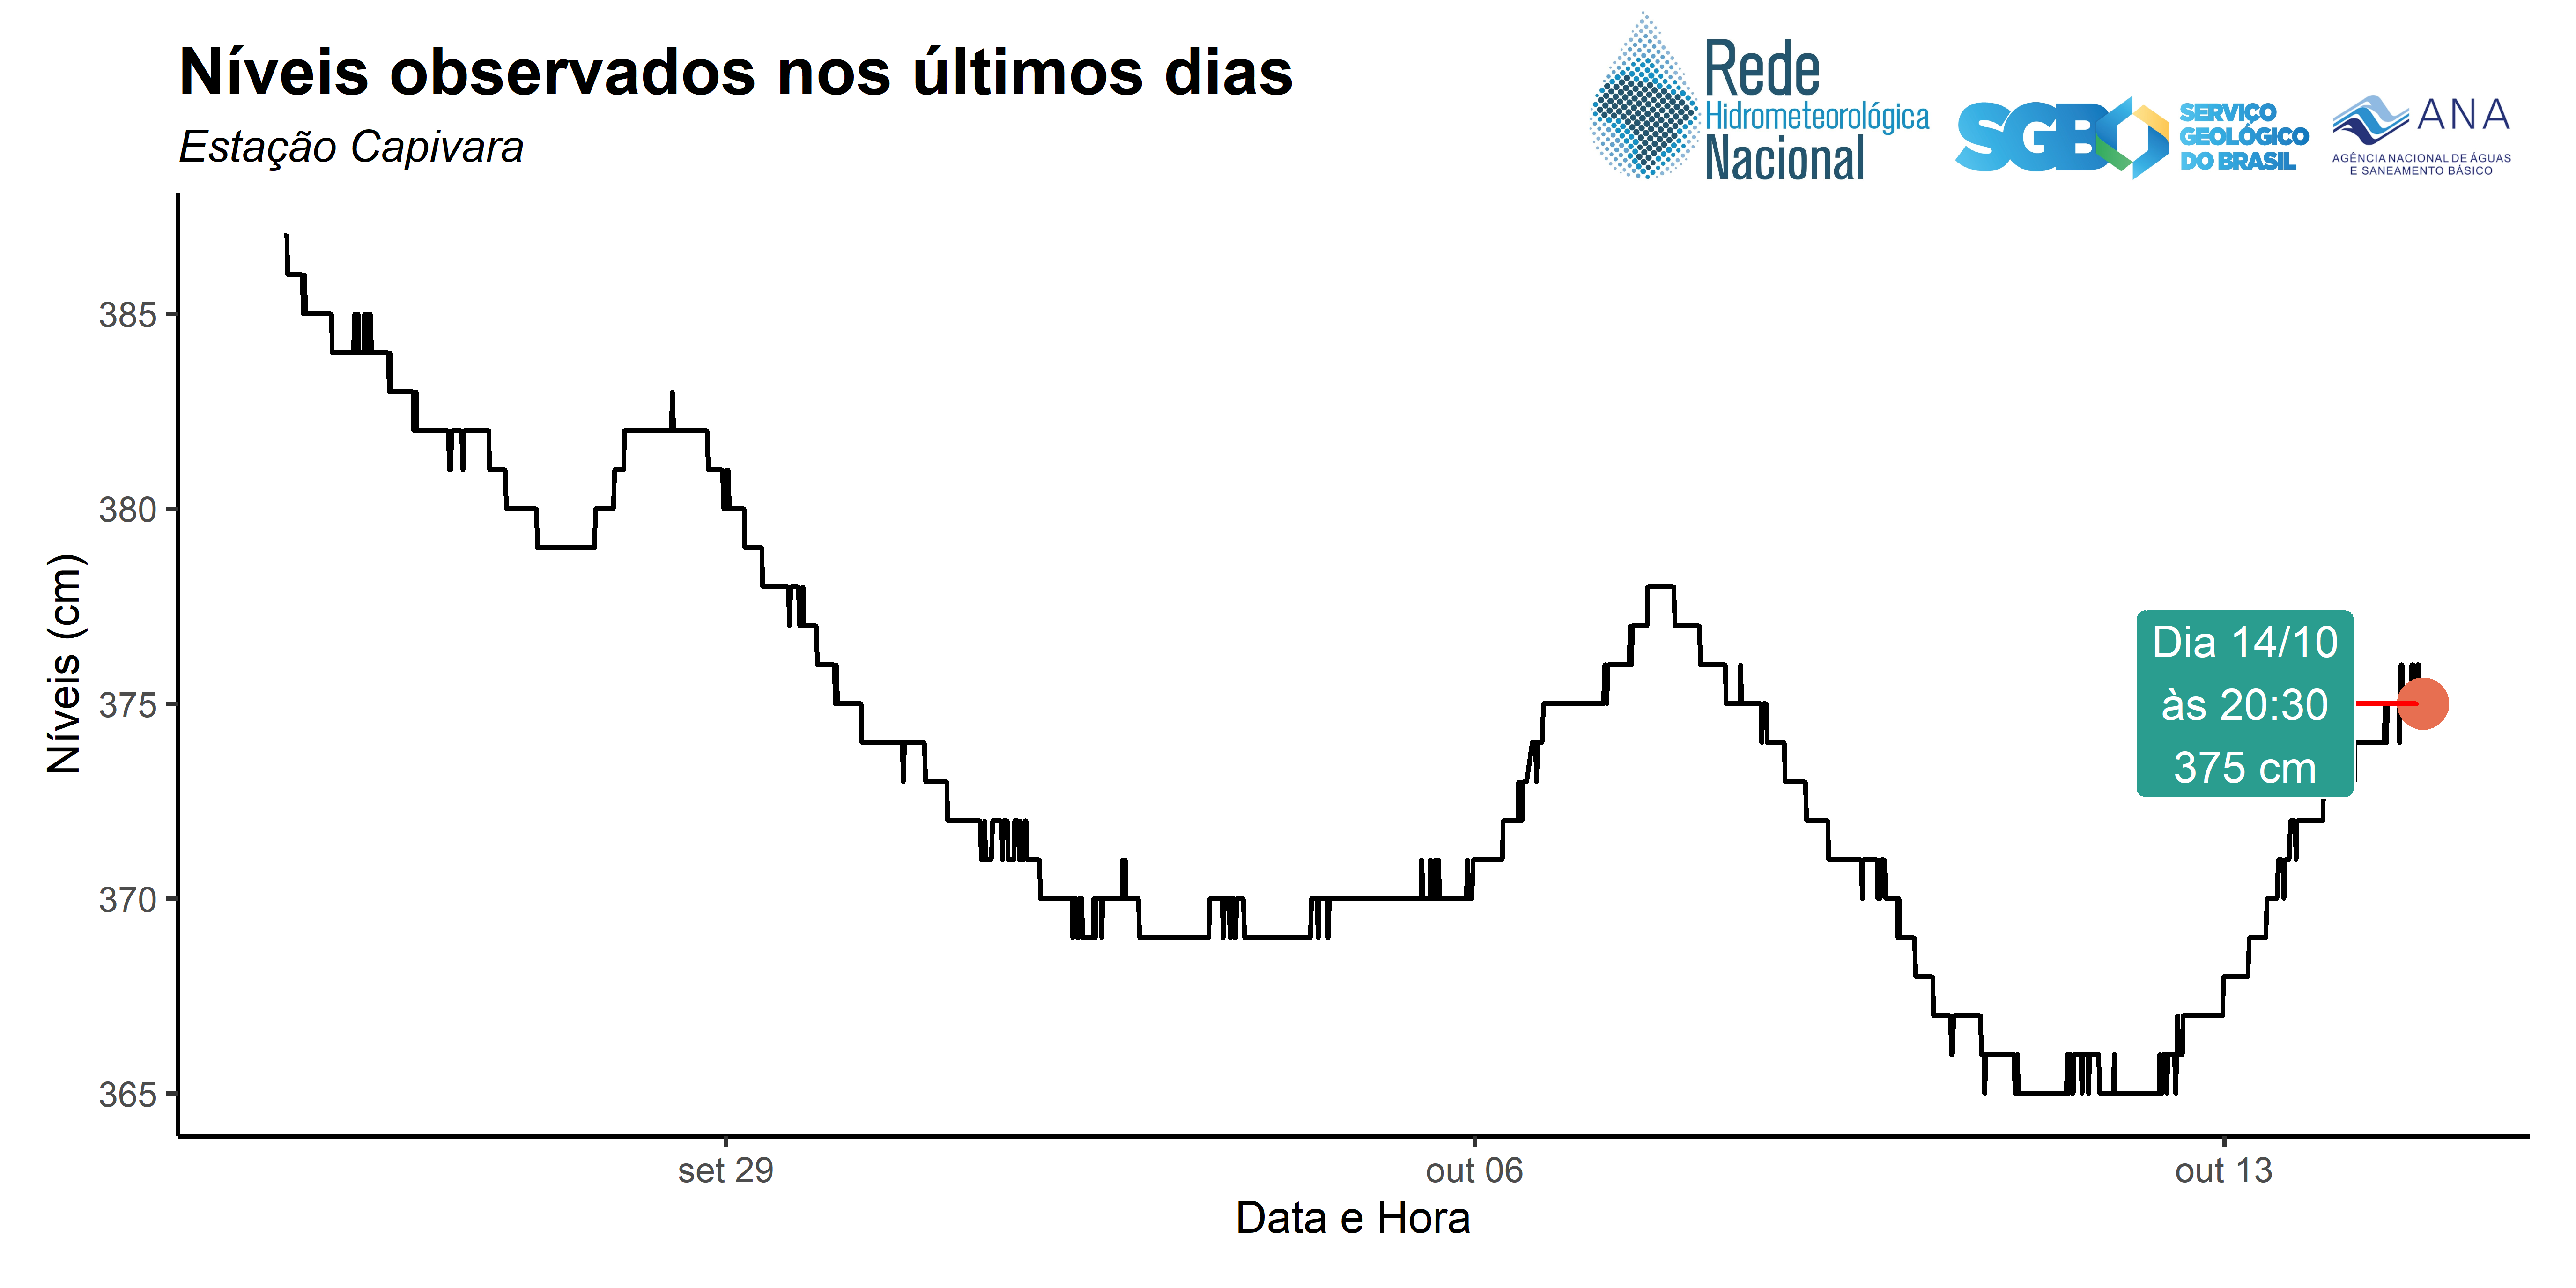 Níveis observados nos últimos dias
Estação Capivara
Rede
Hidrometeorológica
Nacional
SGB
SERVIÇO
GEOLÓGICO
DO BRASIL
ANA
AGÊNCIA NACIONAL DE ÁGUAS
E SANEAMENTO BÁSICO
Níveis (cm)
385
380
375
370
365
Dia 14/10
às 20:30
375 cm
set 29
out 06
out 13
Data e Hora